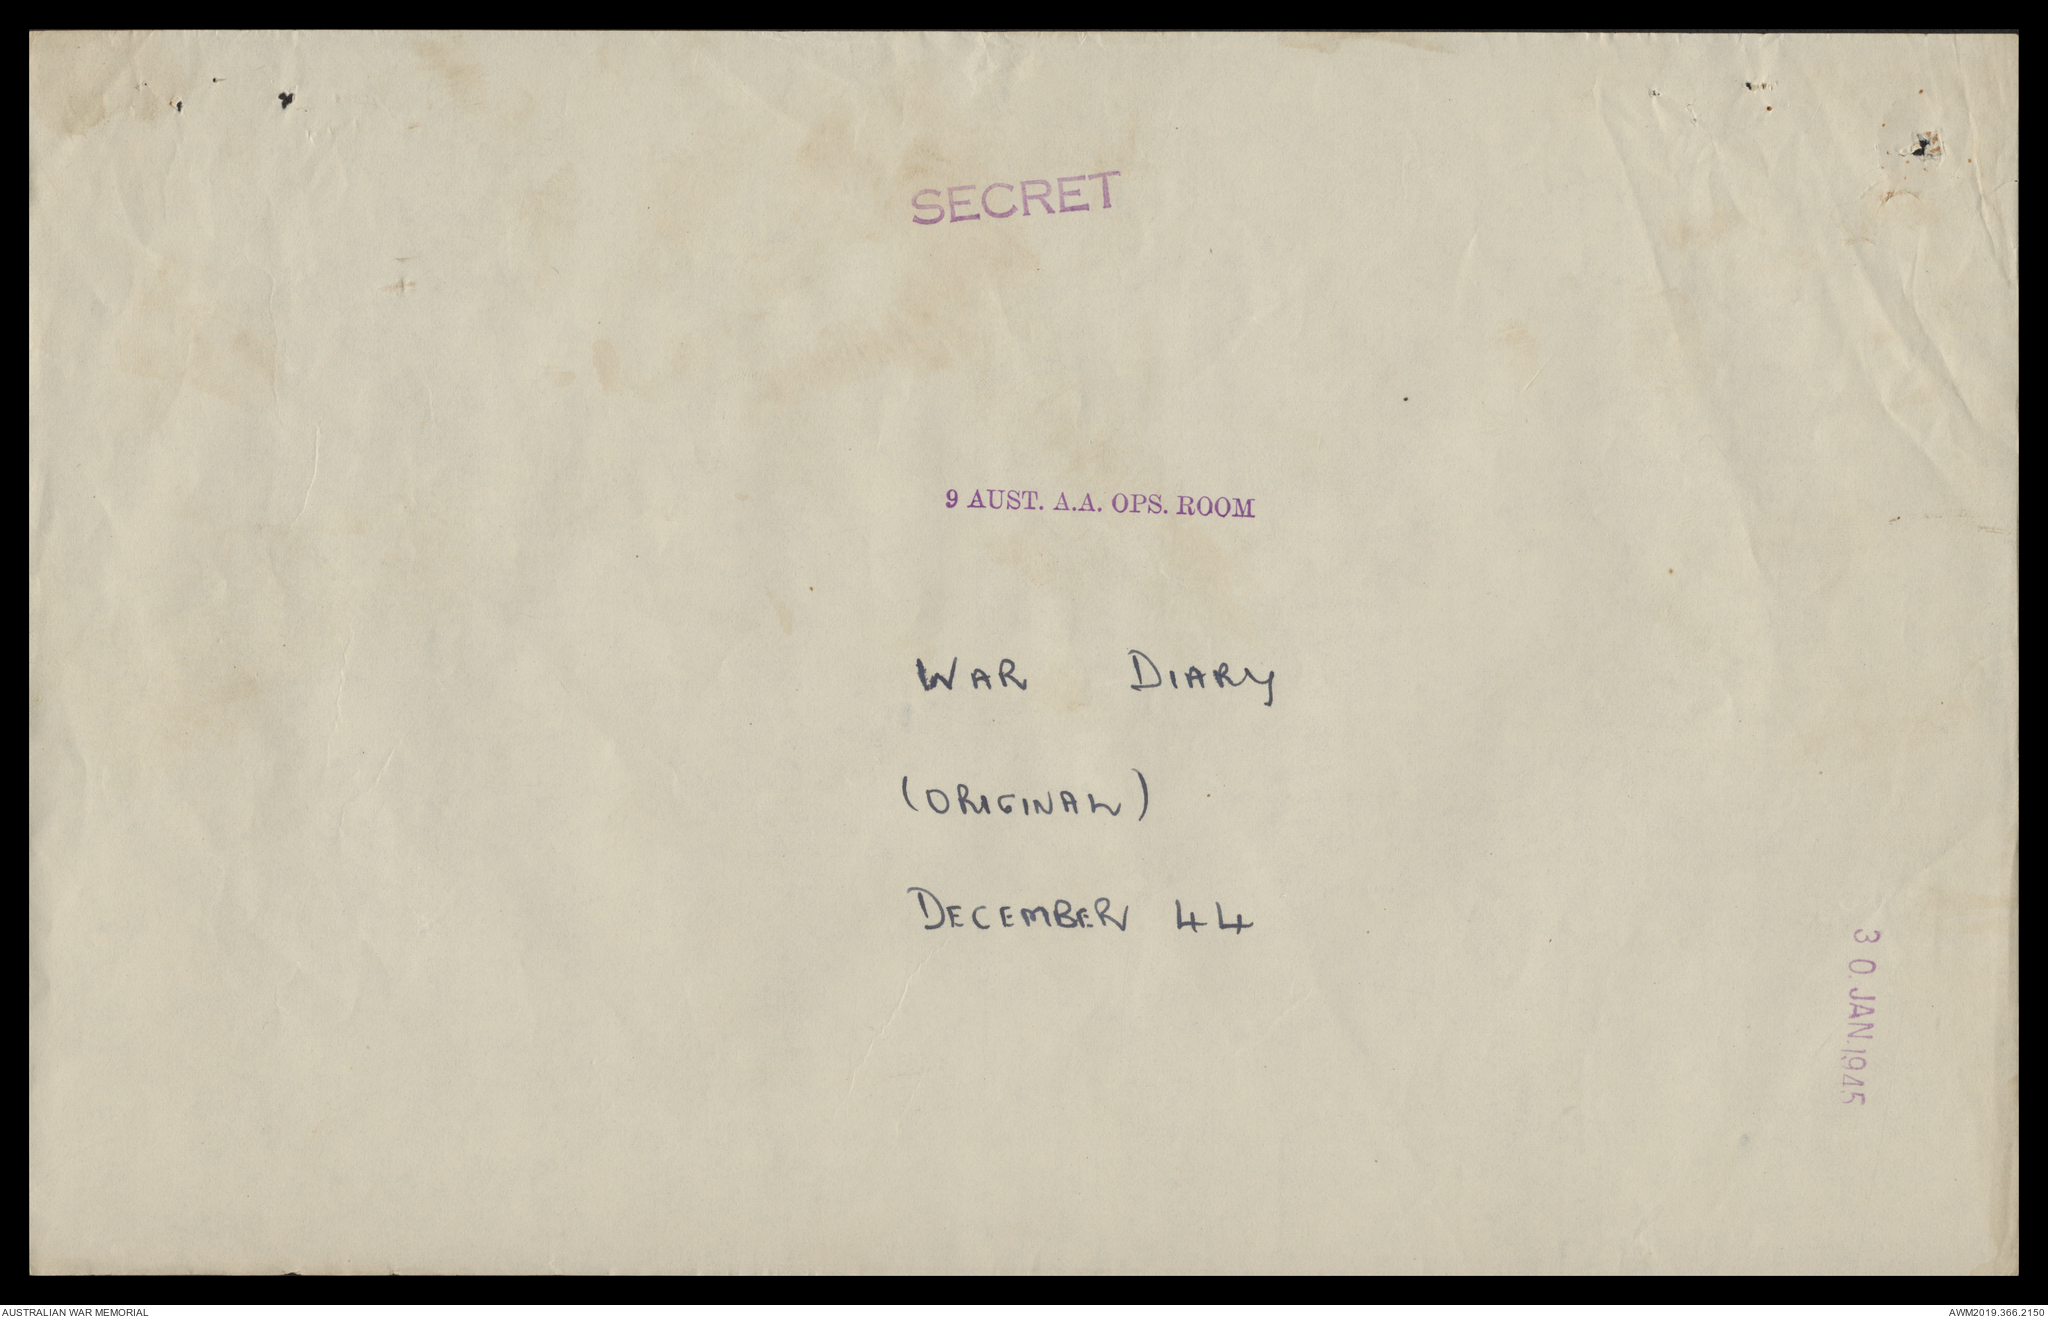 SECRET
9 AUST. A.A. OPS. ROOM
WAR DIARY
(ORIGINAL)
DECEMBER 44
30 JAN 1945
AUSTRALIAN WAR MEMORIAL
AWM2019.366.2150